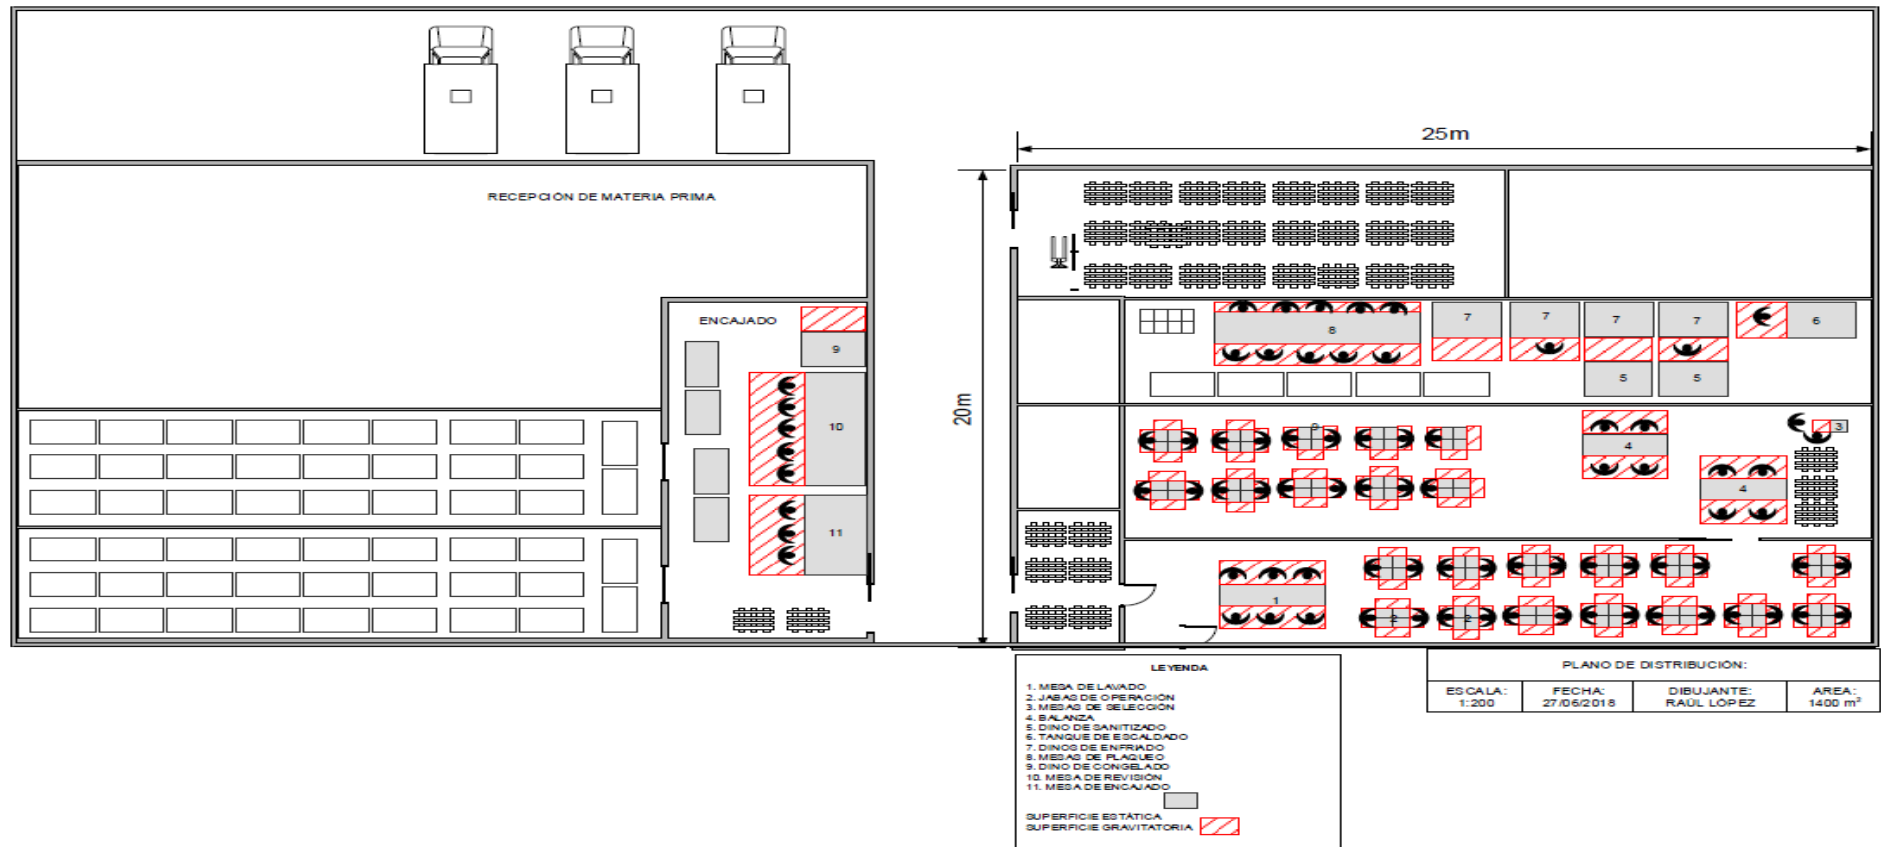 25m
RECEPCIÓN DE MATERIA PRIMA
20m
ENCAJADO
9
10
11
8
7
7
7
7
6
5
5
9
4
3
4
1
2
2
LEYENDA
1. MESA DE LAVADO
2. JABAS DE OPERACIÓN
3. MESAS DE SELECCIÓN
4. BALANZA
5. DINO DE SANITIZADO
6. TANQUE DE ESCALDADO
7. DINOS DE ENFRIADO
8. MESAS DE PLAQUEO
9. DINO DE CONGELADO
10. MESA DE REVISIÓN
11. MESA DE ENCAJADO
SUPERFICIE ESTÁTICA
SUPERFICIE GRAVITATORIA
PLANO DE DISTRIBUCIÓN:
ESCALA: 1:200
FECHA: 27/06/2018
DIBUJANTE: RAÚL LÓPEZ
AREA: 1400 m²